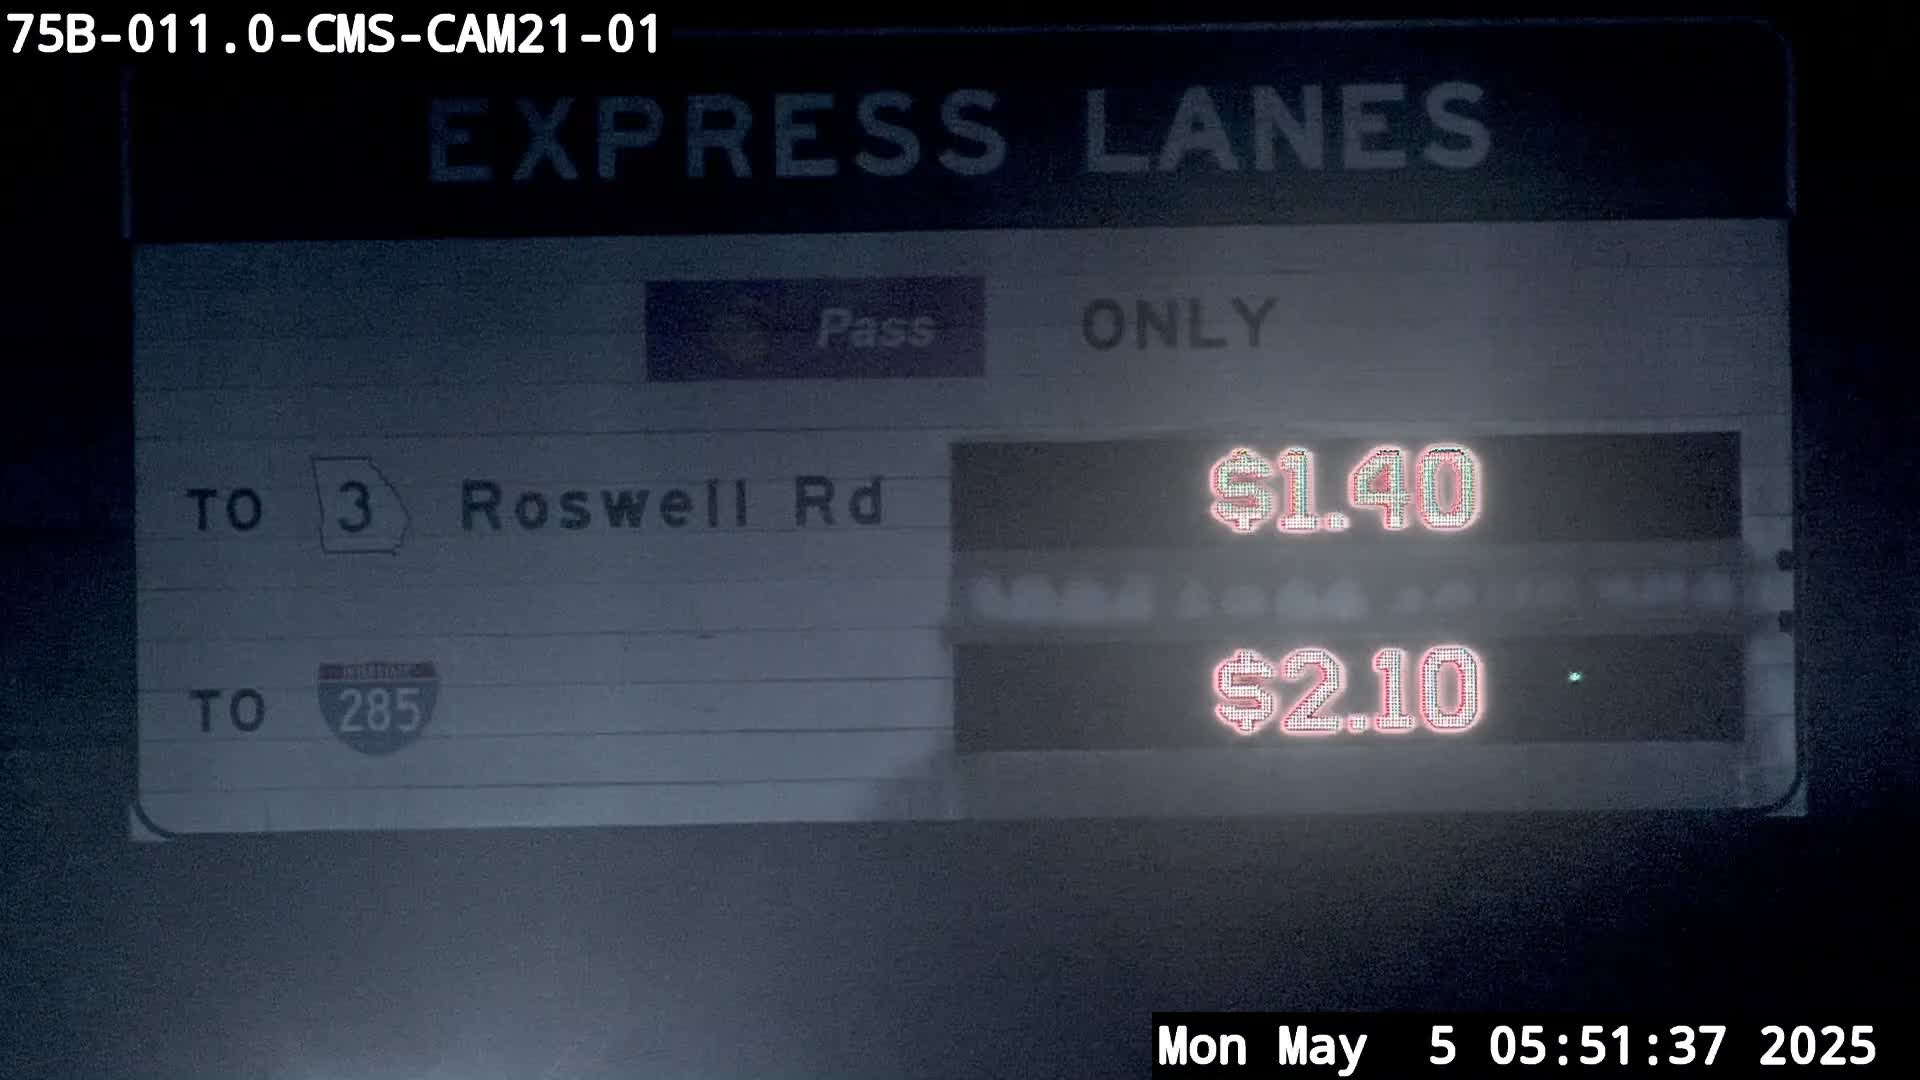 75B-011.0-CMS-CAM21-01
EXPRESS LANES
Pass ONLY
TO 3 Roswell Rd $1.40
TO INTERSTATE 285 $2.10
Mon May 5 05:51:37 2025